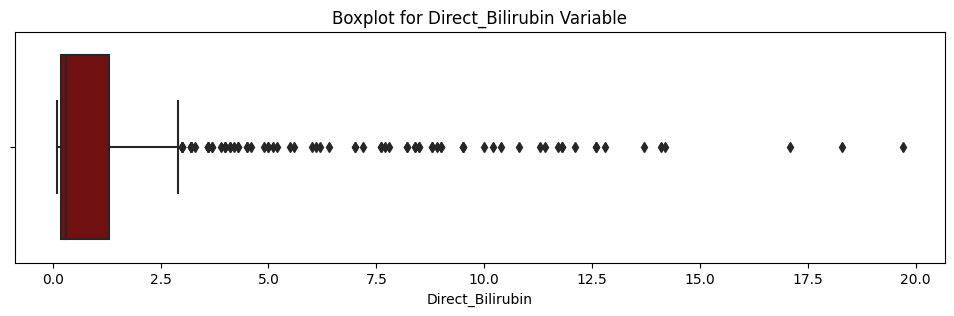 Boxplot for Direct_Bilirubin Variable
0.0 2.5 5.0 7.5 10.0 12.5 15.0 17.5 20.0
Direct_Bilirubin